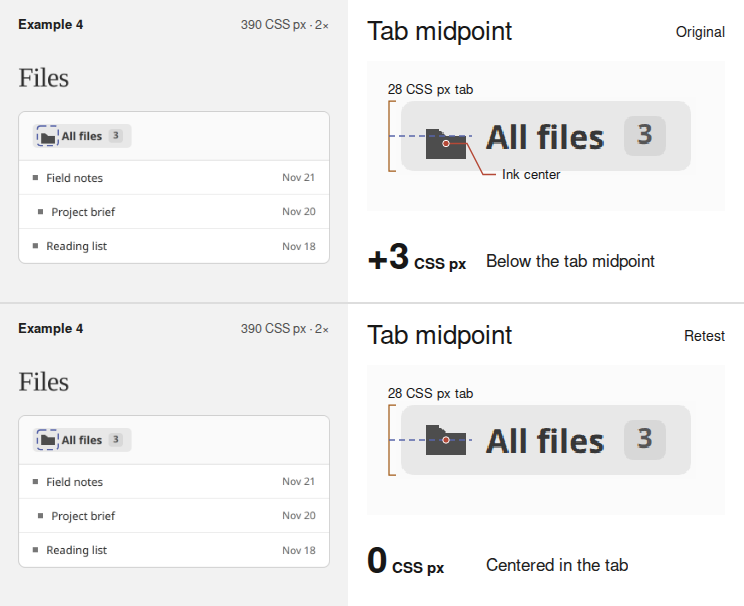 Example 4
390 CSS px · 2×
Files
All files 3
Field notes Nov 21
Project brief Nov 20
Reading list Nov 18
Tab midpoint
Original
28 CSS px tab
All files 3
Ink center
+3 CSS px Below the tab midpoint
Example 4
390 CSS px · 2×
Files
All files 3
Field notes Nov 21
Project brief Nov 20
Reading list Nov 18
Tab midpoint
Retest
28 CSS px tab
All files 3
0 CSS px Centered in the tab